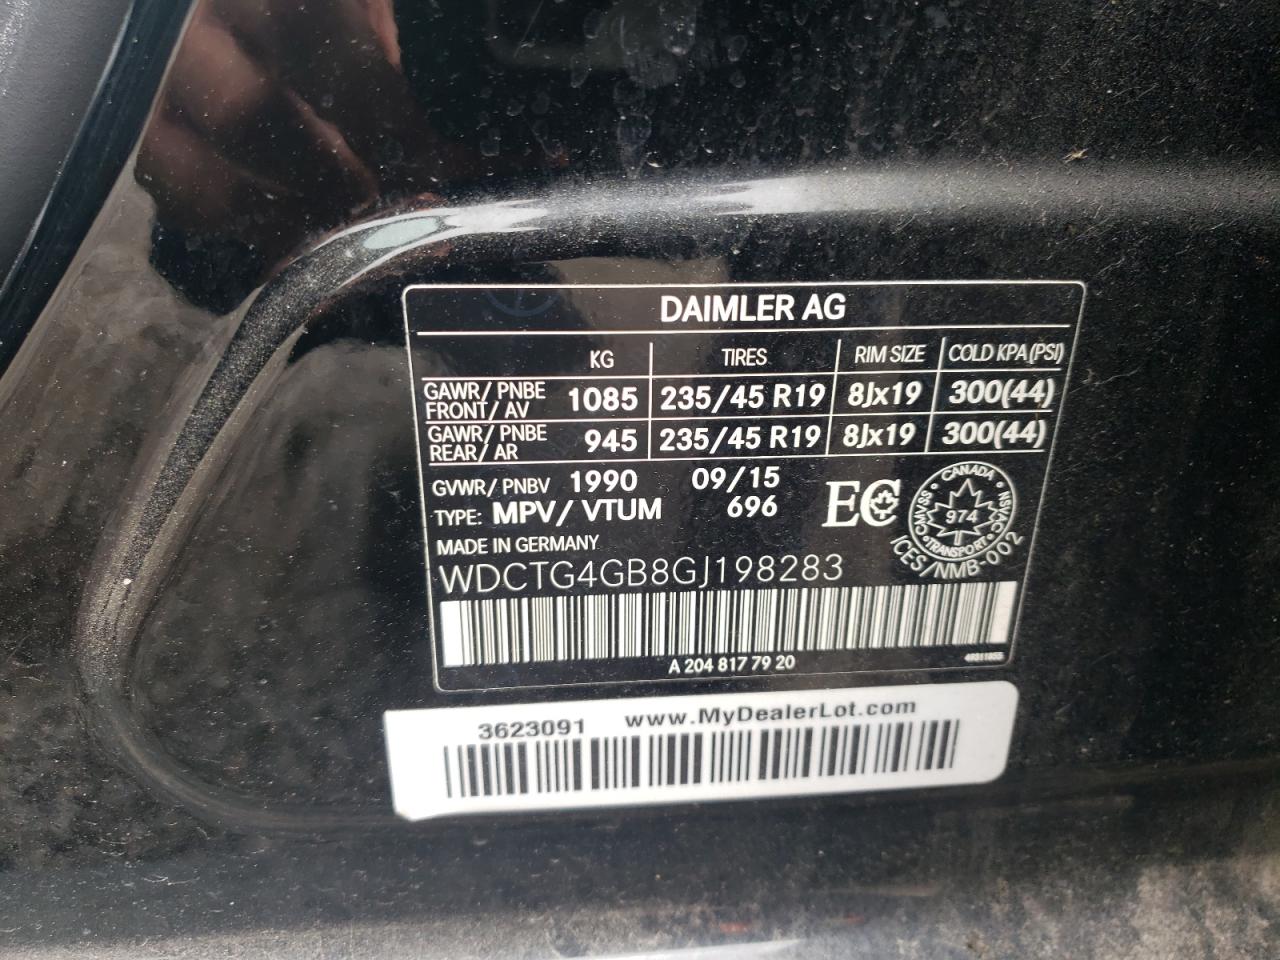 DAIMLER AG
KG TIRES RIM SIZE COLD KPA(PSI)
GAWR/ PNBE FRONT/ AV 1085 235/45 R19 8Jx19 300(44)
GAWR/ PNBE REAR/ AR 945 235/45 R19 8Jx19 300(44)
GVWR/ PNBV 1990 09/15
TYPE: MPV/ VTUM 696
EC
CANADA
974
TRANSPORT
NSVAC
CMVSS
ICES/NMB-002
MADE IN GERMANY
WDCTG4GB8GJ198283
A 204 817 79 20
3623091 www.MyDealerLot.com